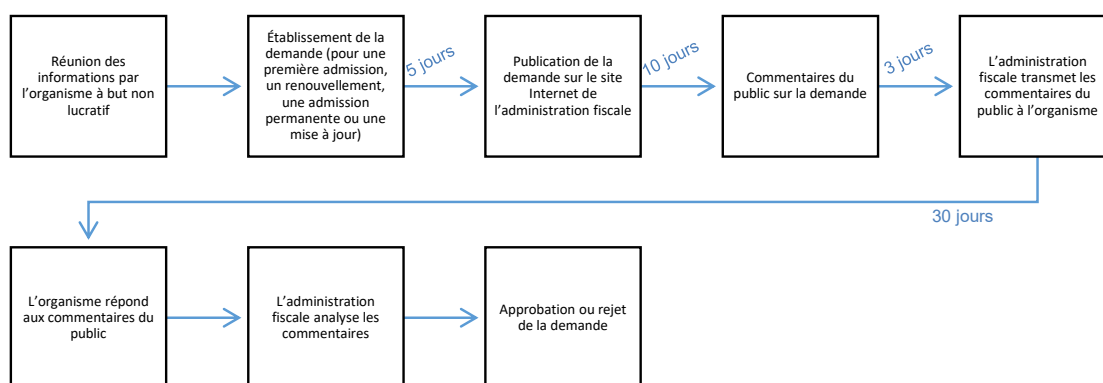 Réunion des
informations par
l’organisme à but non
lucratif
Établissement de la
demande (pour une
première admission,
un renouvellement,
une admission
permanente ou une
mise à jour)
5 jours
Publication de la
demande sur le site
Internet de
l’administration fiscale
10 jours
Commentaires du
public sur la demande
3 jours
L’administration
fiscale transmet les
commentaires du
public à l’organisme
30 jours
L’organisme répond
aux commentaires du
public
L’administration
fiscale analyse les
commentaires
Approbation ou rejet
de la demande